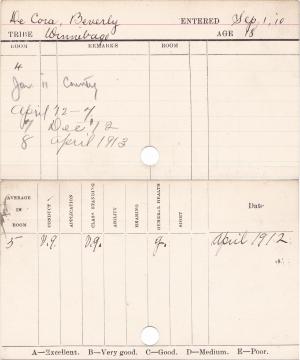 De Cora, Beverly ENTERED Sep. 1, 10
TRIBE Winnebago AGE 18
ROOM REMARKS ROOM
4
Jan 11 Country
April 12-7
7 Dec '12
8 April 1913
AVERAGE IN ROOM CONDUCT APPLICATION CLASS STANDING ABILITY HEARING GENERAL HEALTH SIGHT Date
5 V.g. V.g. g. April 1912.
A—Excellent. B—Very good. C—Good. D—Medium. E—Poor.